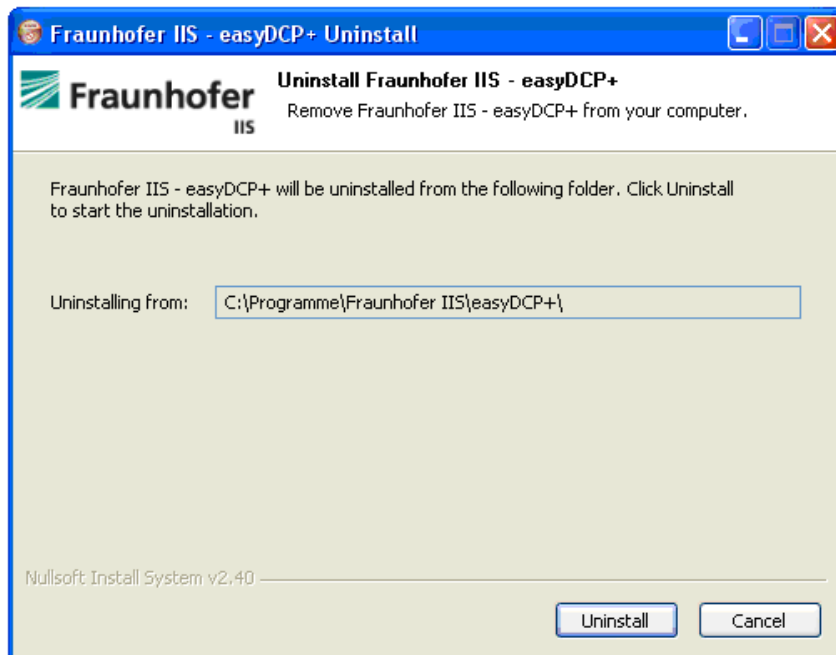 Fraunhofer IIS - easyDCP+ Uninstall
Fraunhofer
IIS
Uninstall Fraunhofer IIS - easyDCP+
Remove Fraunhofer IIS - easyDCP+ from your computer.
Fraunhofer IIS - easyDCP+ will be uninstalled from the following folder. Click Uninstall
to start the uninstallation.
Uninstalling from: C:\Programme\Fraunhofer IIS\easyDCP+\
Nullsoft Install System v2.40
Uninstall Cancel